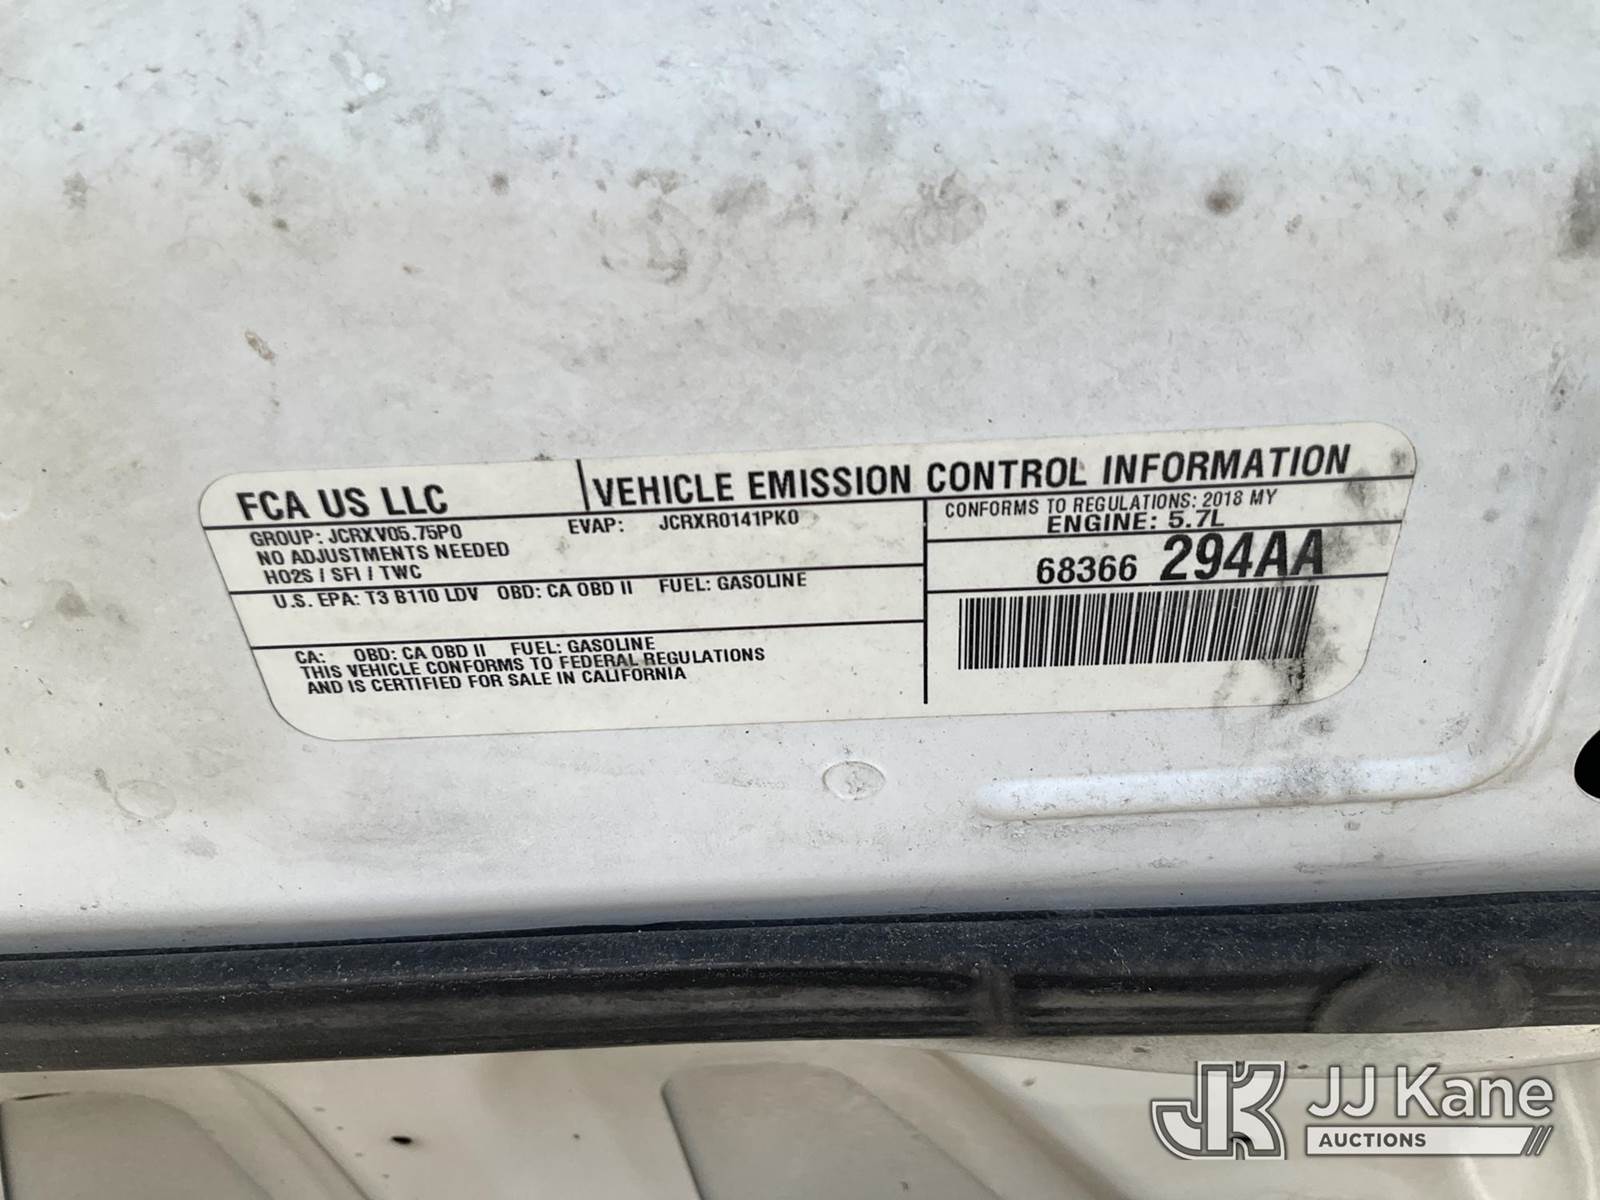 FCA US LLC
VEHICLE EMISSION CONTROL INFORMATION
GROUP: JCRXV05.75P0 EVAP: JCRXR0141PK0
NO ADJUSTMENTS NEEDED
HO2S / SFI / TWC
U.S. EPA: T3 B110 LDV OBD: CA OBD II FUEL: GASOLINE
CA: OBD: CA OBD II FUEL: GASOLINE
THIS VEHICLE CONFORMS TO FEDERAL REGULATIONS
AND IS CERTIFIED FOR SALE IN CALIFORNIA
CONFORMS TO REGULATIONS: 2018 MY
ENGINE: 5.7L
68366 294AA
JK JJ Kane
AUCTIONS